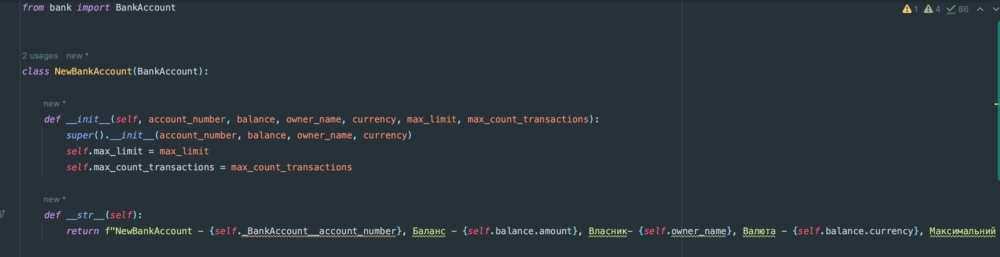 from bank import BankAccount
1 4 86
2 usages new *
class NewBankAccount(BankAccount):
new *
def __init__(self, account_number, balance, owner_name, currency, max_limit, max_count_transactions):
super().__init__(account_number, balance, owner_name, currency)
self.max_limit = max_limit
self.max_count_transactions = max_count_transactions
new *
def __str__(self):
return f"NewBankAccount - {self._BankAccount__account_number}, Баланс - {self.balance.amount}, Власник- {self.owner_name}, Валюта - {self.balance.currency}, Максимальний